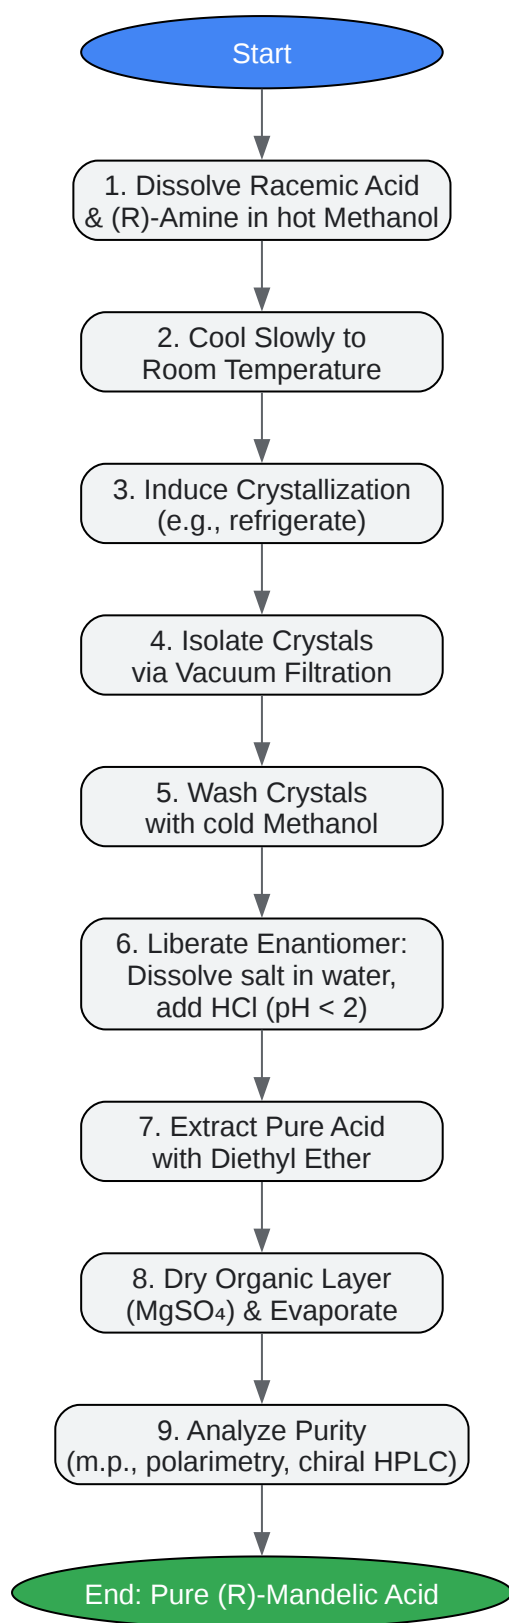 Start
1. Dissolve Racemic Acid
& (R)-Amine in hot Methanol
2. Cool Slowly to
Room Temperature
3. Induce Crystallization
(e.g., refrigerate)
4. Isolate Crystals
via Vacuum Filtration
5. Wash Crystals
with cold Methanol
6. Liberate Enantiomer:
Dissolve salt in water,
add HCl (pH < 2)
7. Extract Pure Acid
with Diethyl Ether
8. Dry Organic Layer
(MgSO₄) & Evaporate
9. Analyze Purity
(m.p., polarimetry, chiral HPLC)
End: Pure (R)-Mandelic Acid